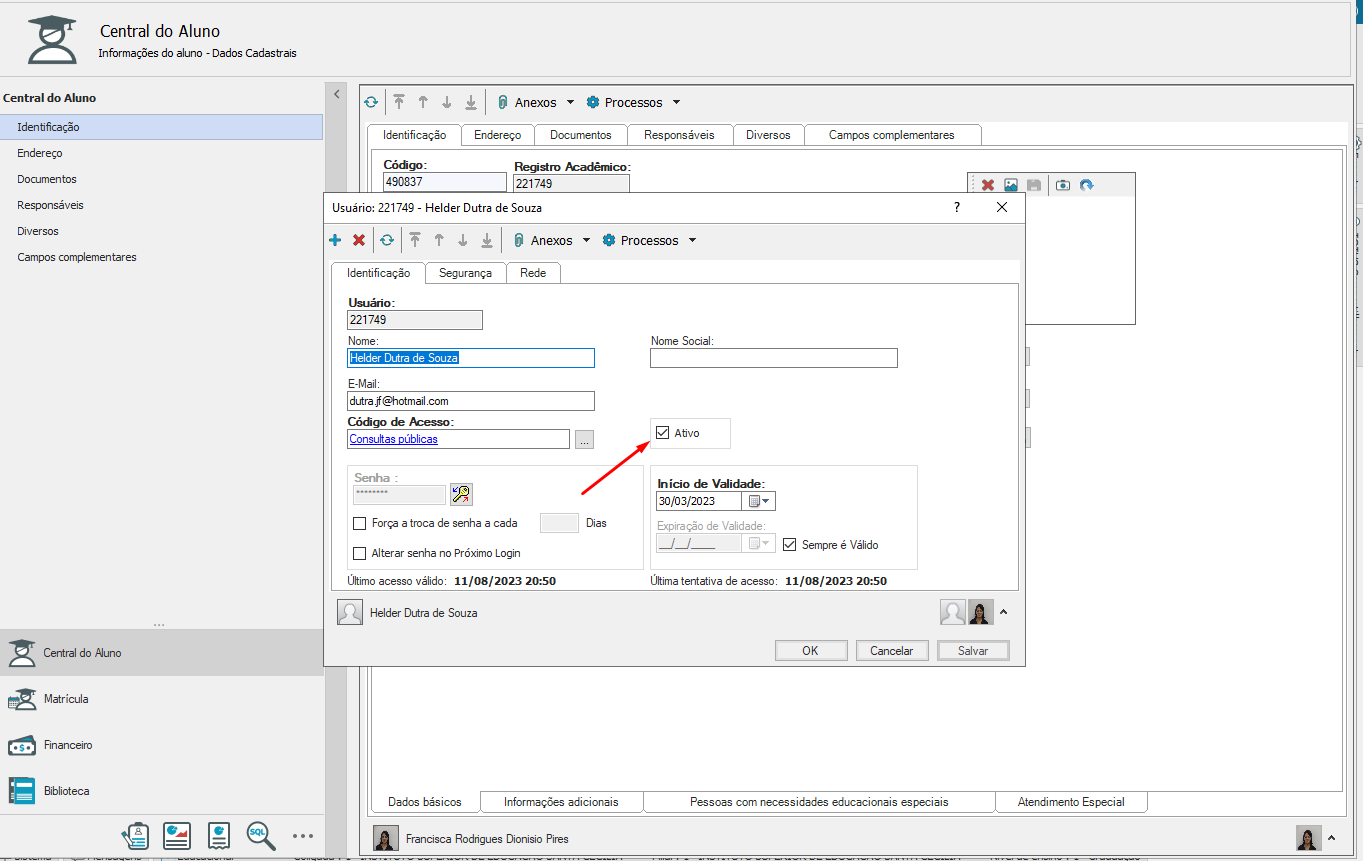 Central do Aluno
Informações do aluno - Dados Cadastrais
Central do Aluno
Identificação
Endereço
Documentos
Responsáveis
Diversos
Campos complementares
Anexos Processos
Identificação Endereço Documentos Responsáveis Diversos Campos complementares
Código: Registro Acadêmico:
490837 221749
Usuário: 221749 - Helder Dutra de Souza ?
Anexos Processos
Identificação Segurança Rede
Usuário:
221749
Nome: Nome Social:
Helder Dutra de Souza
E-Mail:
dutra.jf@hotmail.com
Código de Acesso:
Consultas públicas ... Ativo
Senha : Início de Validade:
******** 30/03/2023
Força a troca de senha a cada Dias
Expiração de Validade:
__/__/____ Sempre é Válido
Alterar senha no Próximo Login
Último acesso válido: 11/08/2023 20:50 Última tentativa de acesso: 11/08/2023 20:50
Helder Dutra de Souza
OK Cancelar Salvar
...
Central do Aluno
Matrícula
Financeiro
Biblioteca
SQL
Dados básicos Informações adicionais Pessoas com necessidades educacionais especiais Atendimento Especial
Francisca Rodrigues Dionisio Pires